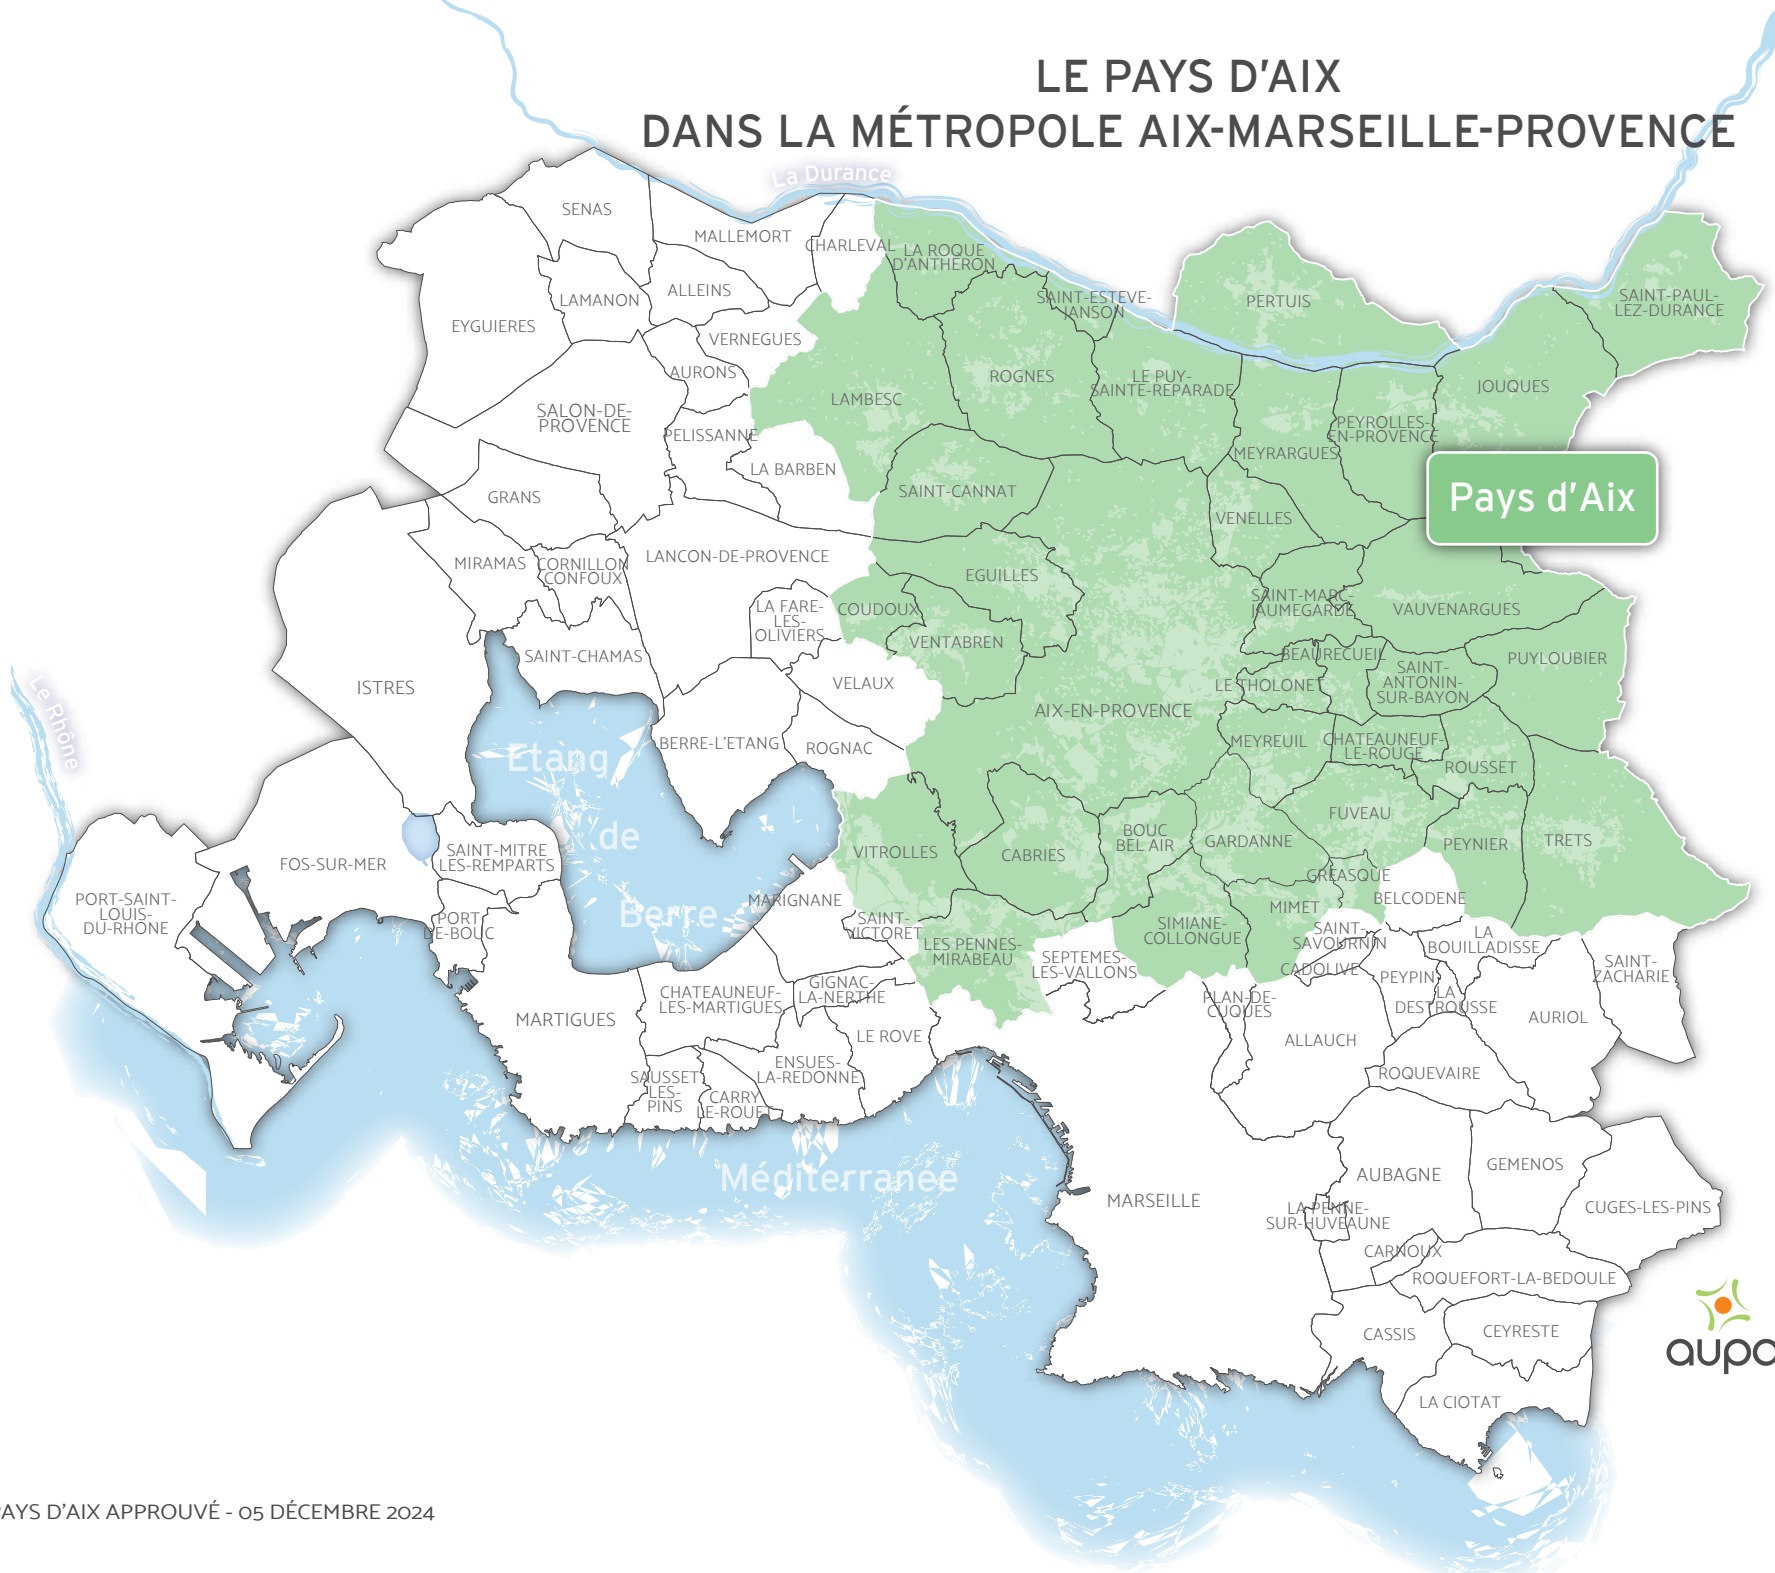 LE PAYS D'AIX
DANS LA MÉTROPOLE AIX-MARSEILLE-PROVENCE
La Durance
SENAS
MALLEMORT
CHARLEVAL
LA ROQUE
D'ANTHERON
ALLEINS
LAMANON
EYGUIERES
VERNEGUES
SAINT-ESTEVE-
JANSON
PERTUIS
SAINT-PAUL-
LEZ-DURANCE
AURONS
ROGNES
LE PUY-
SAINTE-REPARADE
JOUQUES
LAMBESC
SALON-DE-
PROVENCE
PELISSANNE
PEYROLLES-
EN-PROVENCE
MEYRARGUES
LA BARBEN
GRANS
SAINT-CANNAT
VENELLES
Pays d'Aix
MIRAMAS
CORNILLON
CONFOUX
LANCON-DE-PROVENCE
EGUILLES
LA FARE-
LES-
OLIVIERS
COUDOUX
SAINT-MARC-
JAUMEGARDE
VAUVENARGUES
VENTABREN
SAINT-CHAMAS
BEAURECUEIL
PUYLOUBIER
SAINT-
ANTONIN-
SUR-BAYON
ISTRES
VELAUX
LE THOLONET
AIX-EN-PROVENCE
Le Rhône
BERRE-L'ETANG
ROGNAC
MEYREUIL
CHATEAUNEUF-
LE-ROUGE
ROUSSET
Etang
de
Berre
FUVEAU
BOUC
BEL AIR
GARDANNE
PEYNIER
TRETS
SAINT-MITRE
LES-REMPARTS
FOS-SUR-MER
VITROLLES
CABRIES
GREASQUE
PORT-SAINT-
LOUIS-
DU-RHONE
MARIGNANE
BELCODENE
MIMET
PORT
DE-BOUC
SAINT-
VICTORET
SIMIANE-
COLLONGUE
SAINT-
SAVOURNIN
LA
BOUILLADISSE
LES PENNES-
MIRABEAU
SEPTEMES-
LES-VALLONS
CADOLIVE
PEYPIN
SAINT-
ZACHARIE
GIGNAC-
LA-NERTHE
CHATEAUNEUF-
LES-MARTIGUES
PLAN-DE-
CUQUES
LA
DESTROUSSE
MARTIGUES
AURIOL
LE ROVE
ALLAUCH
ENSUES-
LA-REDONNE
ROQUEVAIRE
SAUSSET
LES-
PINS
CARRY
LE-ROUET
Méditerranée
GEMENOS
AUBAGNE
MARSEILLE
CUGES-LES-PINS
LA-PENNE-
SUR-HUVEAUNE
CARNOUX
ROQUEFORT-LA-BEDOULE
CASSIS
CEYRESTE
aupa
LA CIOTAT
PAYS D'AIX APPROUVÉ - 05 DÉCEMBRE 2024